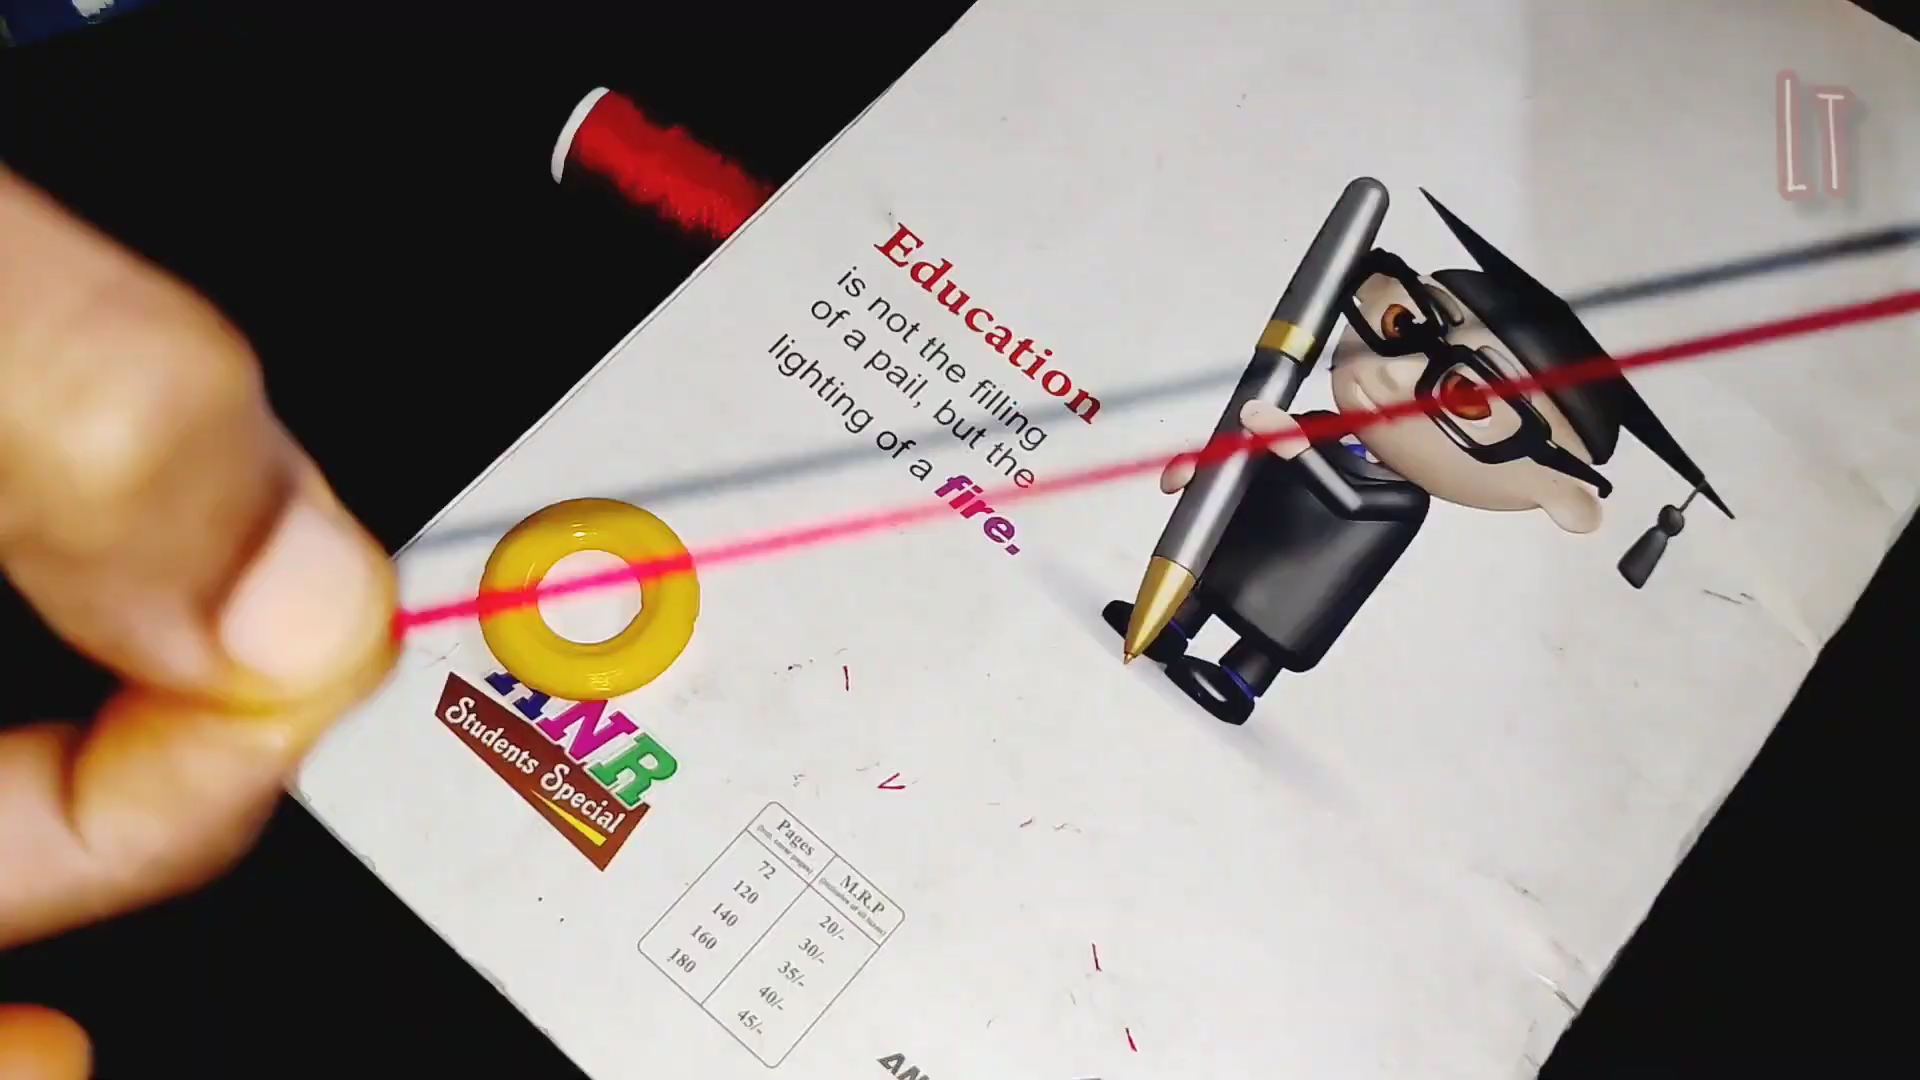 LT
Education
is not the filling
of a pail, but the
lighting of a fire.
ANR
Students Special
Pages
M.R.P
72
20/-
120
30/-
140
35/-
160
40/-
180
45/-